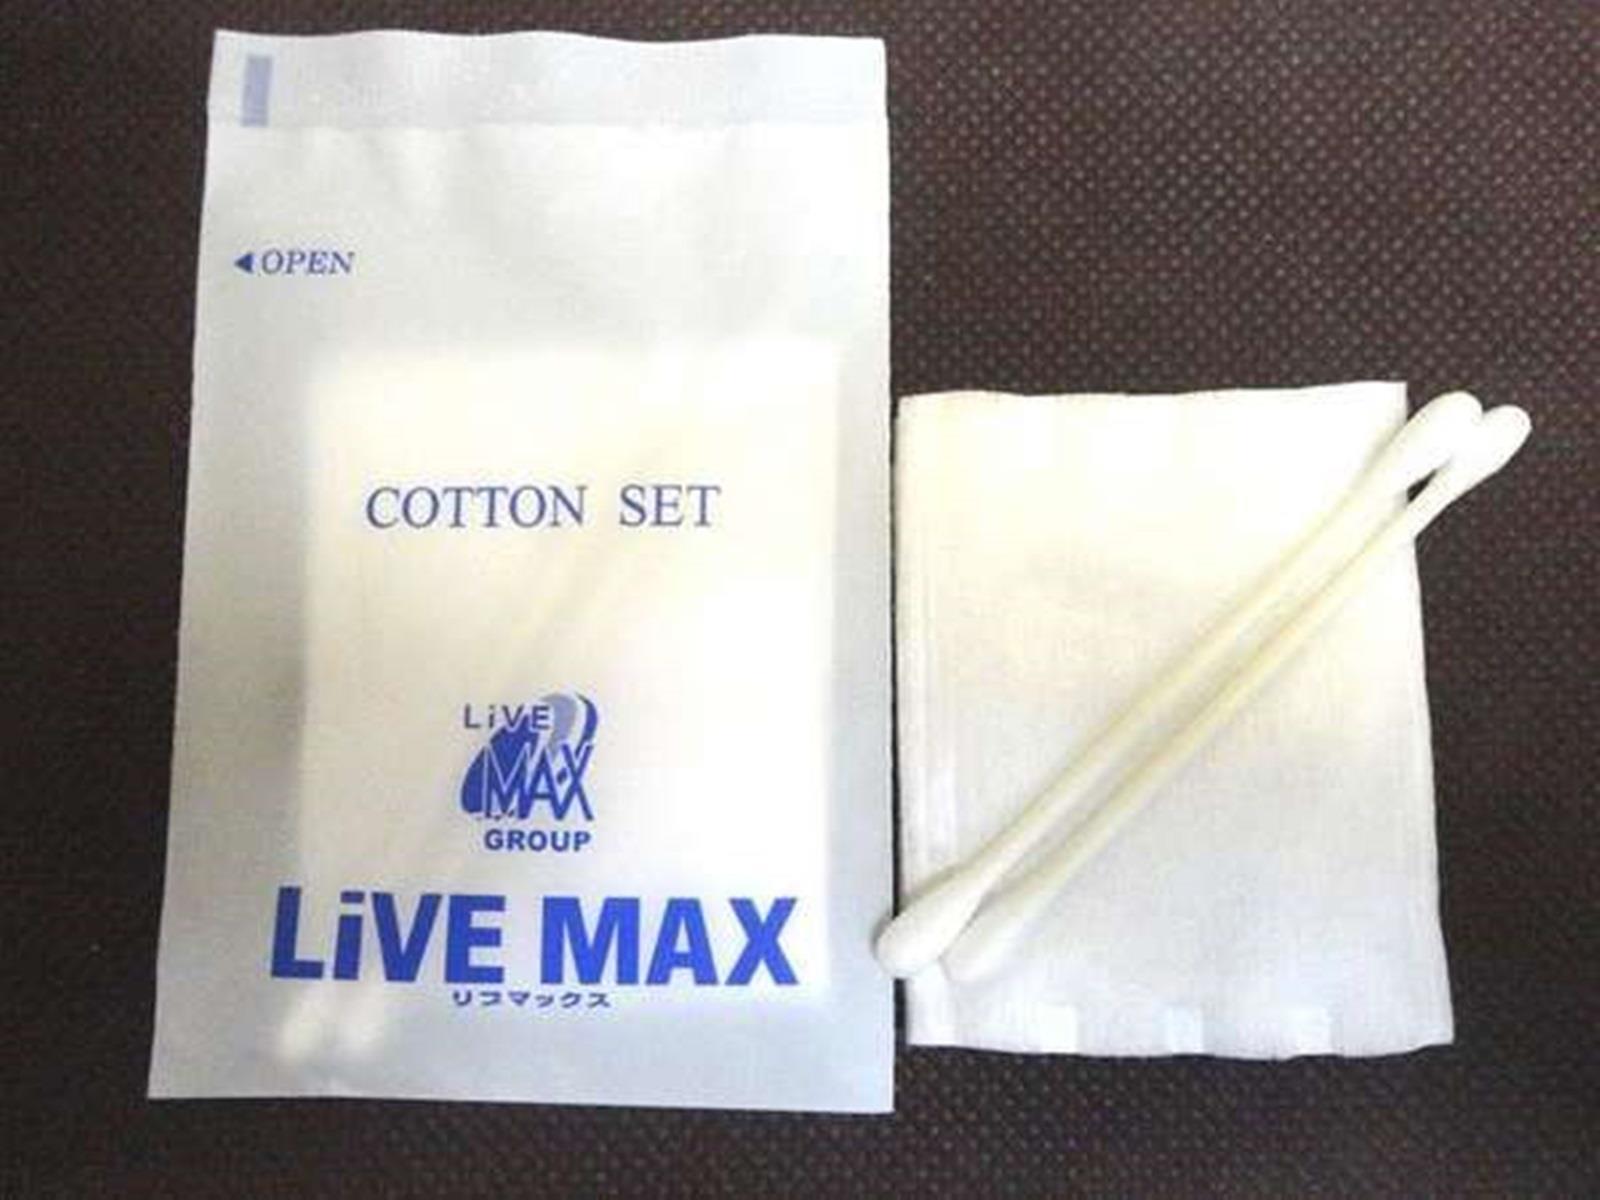 ◀OPEN
COTTON SET
LiVE
MAX
GROUP
LiVE MAX
リブマックス